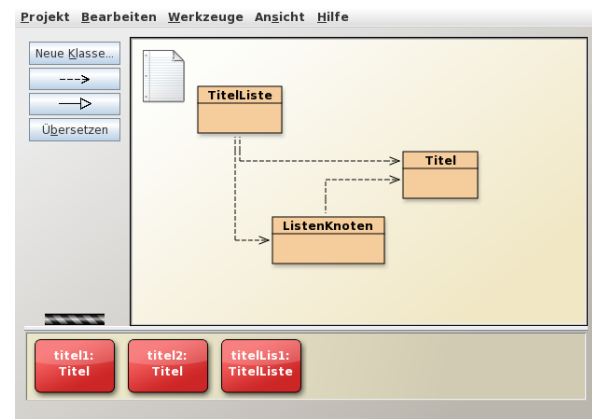 Projekt Bearbeiten Werkzeuge Ansicht Hilfe
Neue Klasse...
Übersetzen
TitelListe
Titel
ListenKnoten
titel1:
Titel
titel2:
Titel
titelLis1:
TitelListe